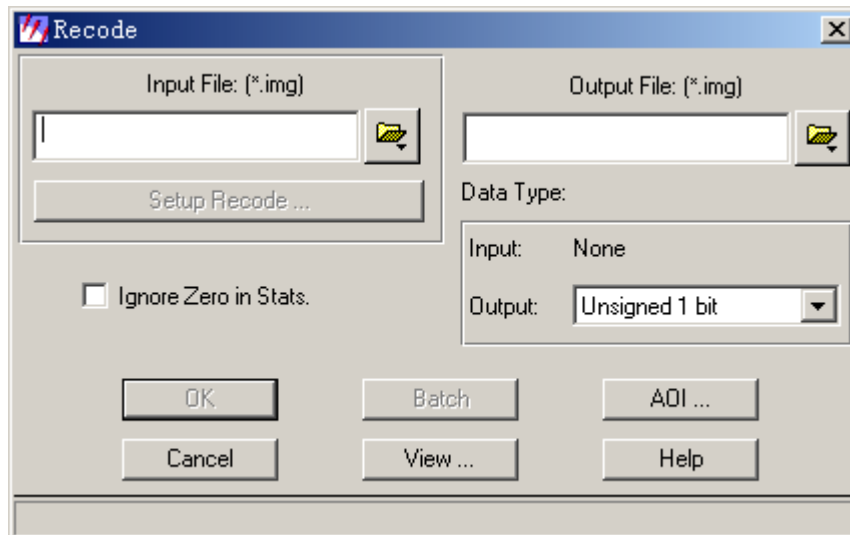 Recode
Input File: (*.img)
Output File: (*.img)
Setup Recode ...
Data Type:
Input: None
Ignore Zero in Stats.
Output: Unsigned 1 bit
OK Batch AOI ...
Cancel View ... Help